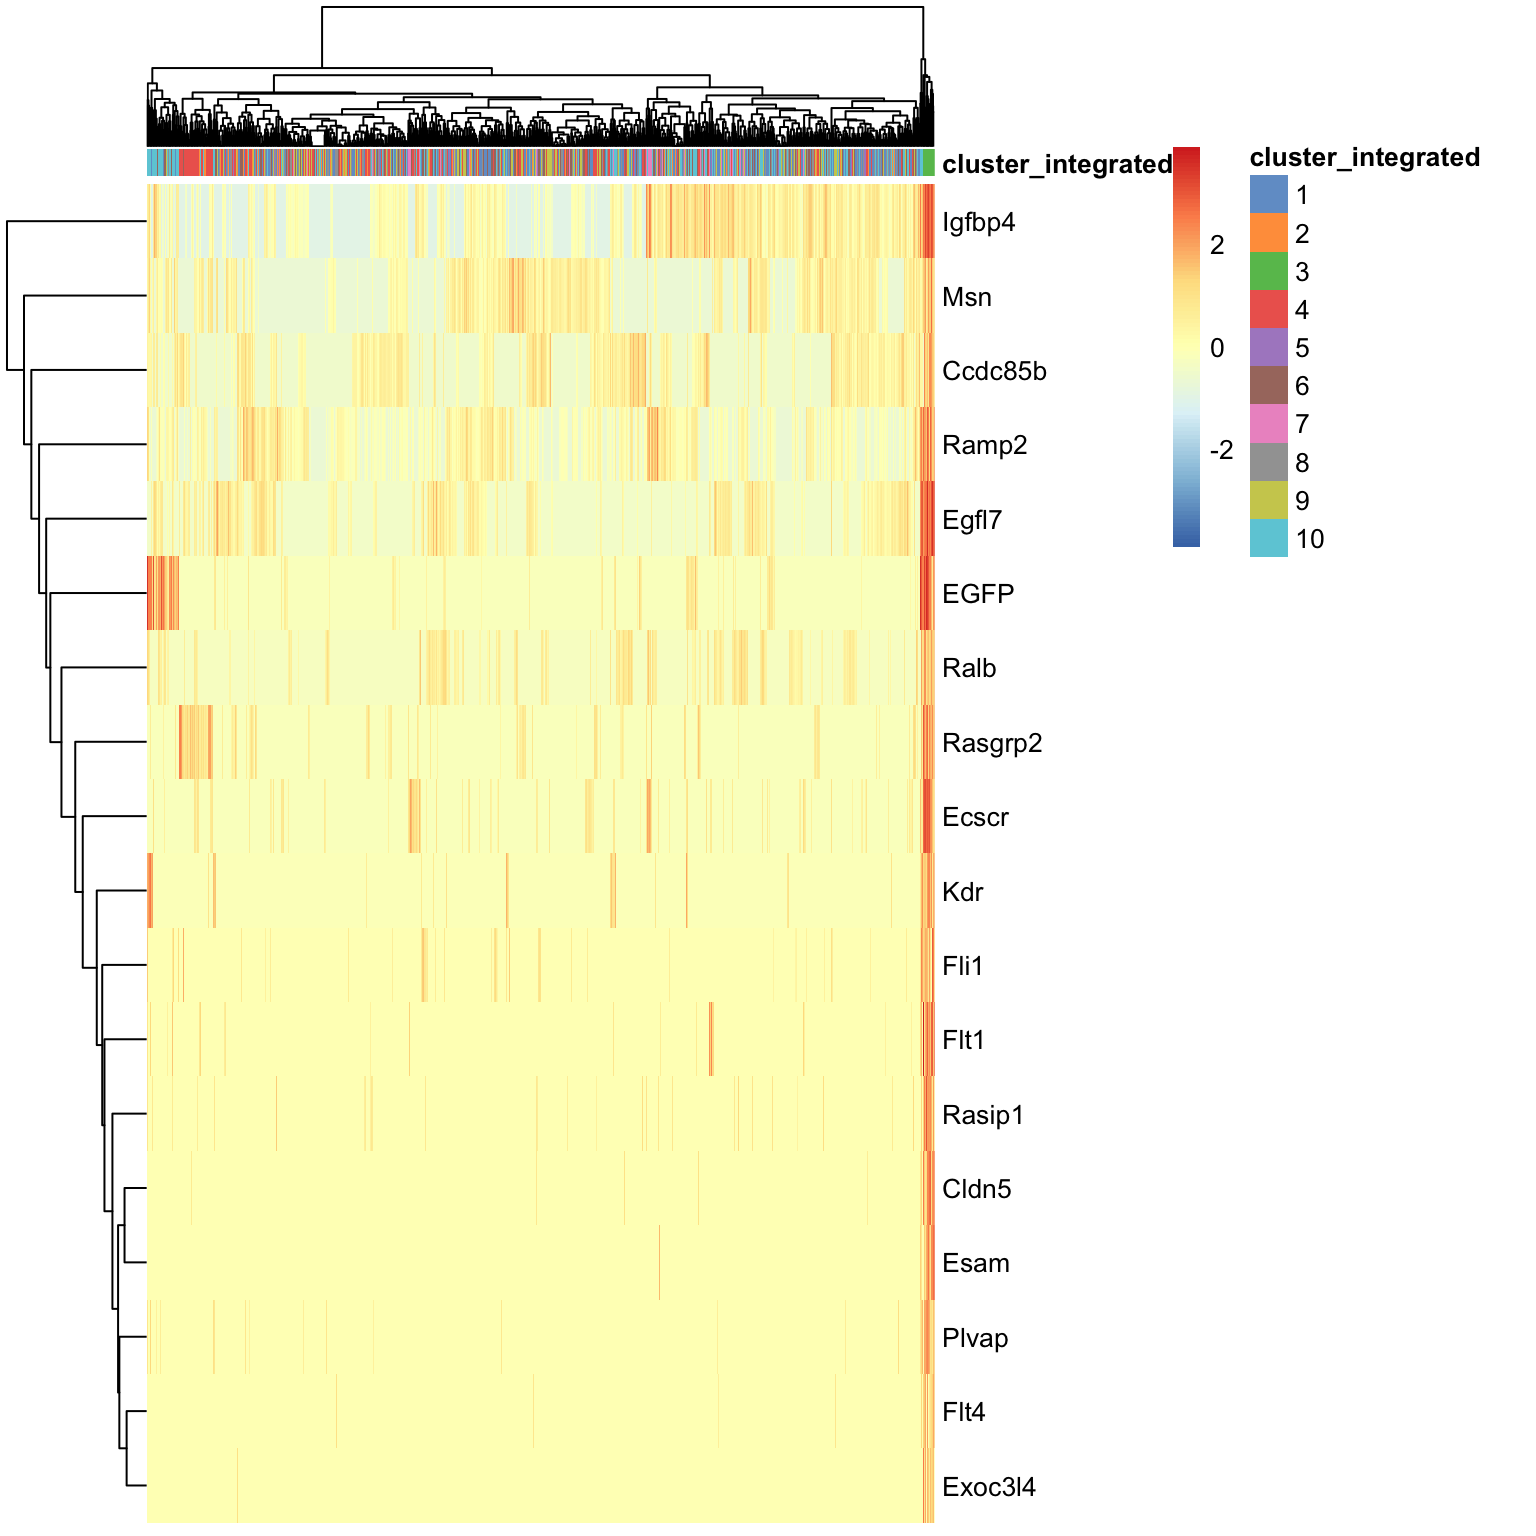 cluster_integrated
Igfbp4
Msn
Ccdc85b
Ramp2
Egfl7
EGFP
Ralb
Rasgrp2
Ecscr
Kdr
Fli1
Flt1
Rasip1
Cldn5
Esam
Plvap
Flt4
Exoc3l4
2
0
-2
cluster_integrated
1
2
3
4
5
6
7
8
9
10